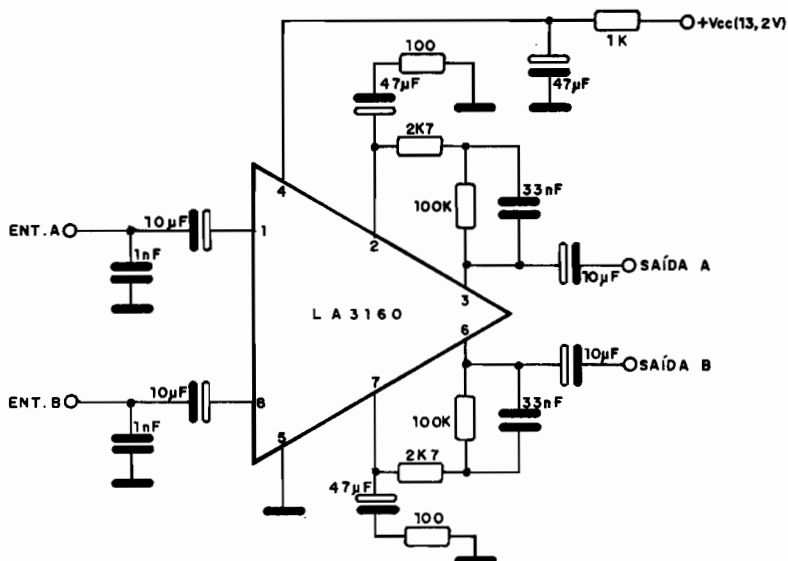 +Vcc(13,2V)
1K
100
47µF
47µF
2K7
4
33nF
100K
10µF
ENT. A
1
2
1nF
3
10µF
SAÍDA A
LA3160
6
10µF
SAÍDA B
10µF
7
ENT. B
8
33nF
100K
1nF
5
2K7
47µF
100